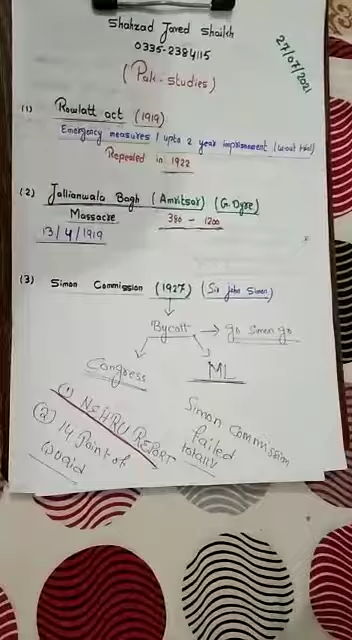 Shahzad Javed Shaikh
0335-2384115
27/07/2021
(Pak-studies)
(1) Rowlatt act (1919)
Emergency measures / upto 2 year imprisonment (w.out trial)
Repealed in 1922
(2) Jallianwala Bagh (Amritsar) (G. Dyre)
Massacre 380 - 1200
13/4/1919
(3) Simon Commission (1927) (Sir John Simon)
Bycott → go Simon go
Congress ML
(1) NEHRU REPORT
(2) 14 Point of
Quaid
Simon Commission
failed
totally